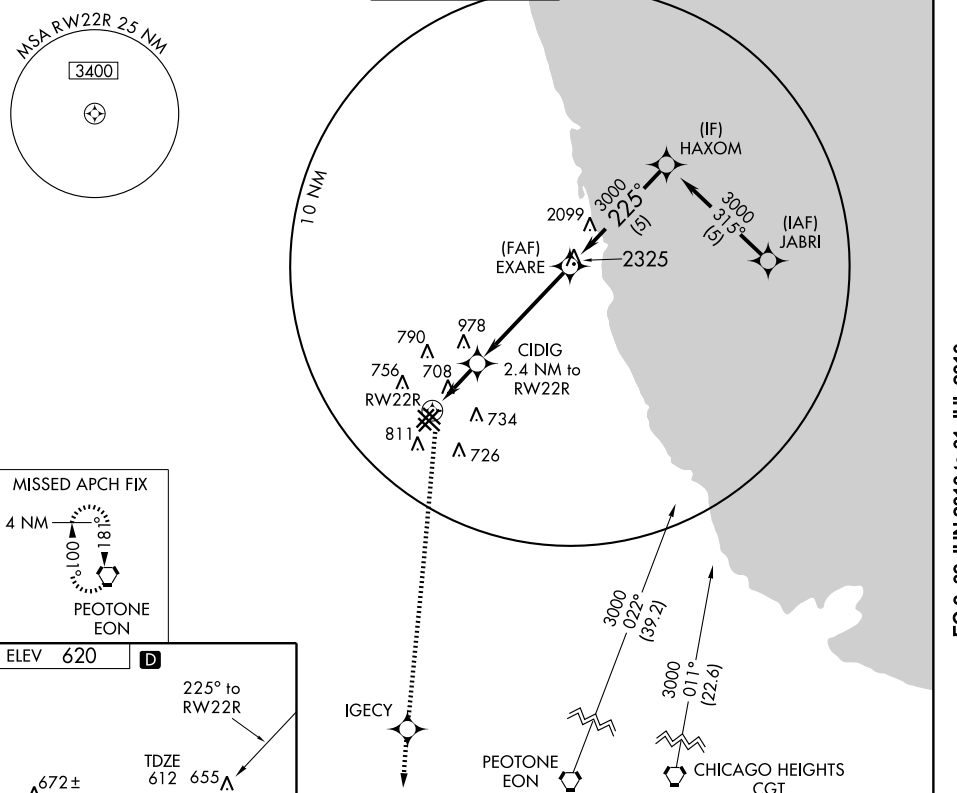 MSA RW22R 25 NM
3400
10 NM
(IF)
HAXOM
3000
225°
(5)
3000
315°
(5)
(IAF)
JABRI
2099
(FAF)
EXARE
2325
790
978
CIDIG
2.4 NM to
RW22R
756
708
RW22R
734
811
726
MISSED APCH FIX
4 NM
001°
181°
PEOTONE
EON
ELEV 620 D
225° to
RW22R
TDZE
612
655
672±
IGECY
3000
022°
(39.2)
PEOTONE
EON
3000
011°
(22.6)
CHICAGO HEIGHTS
CGT